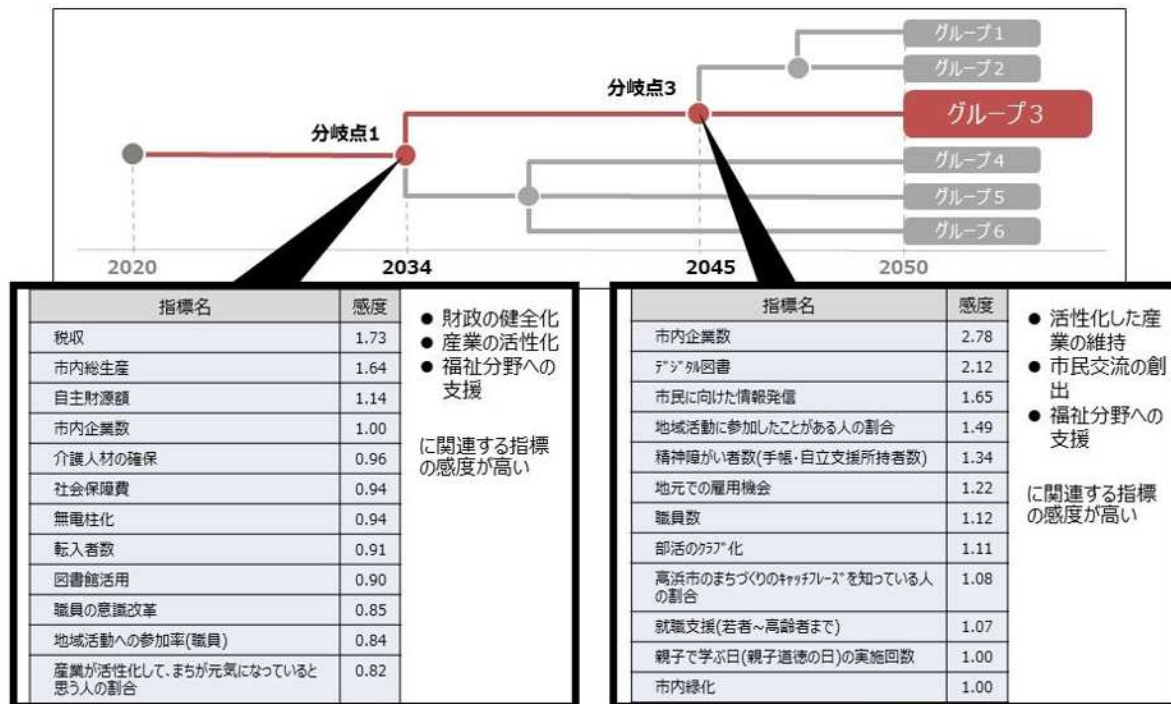 グループ1
グループ2
分岐点3
グループ3
分岐点1
グループ4
グループ5
グループ6
2020
2034
2045
2050
指標名 感度
税収 1.73
市内総生産 1.64
自主財源額 1.14
市内企業数 1.00
介護人材の確保 0.96
社会保障費 0.94
無電柱化 0.94
転入者数 0.91
図書館活用 0.90
職員の意識改革 0.85
地域活動への参加率(職員) 0.84
産業が活性化して、まちが元気になっていると
思う人の割合 0.82
● 財政の健全化
● 産業の活性化
● 福祉分野への
支援
に関連する指標
の感度が高い
指標名 感度
市内企業数 2.78
デジタル図書 2.12
市民に向けた情報発信 1.65
地域活動に参加したことがある人の割合 1.49
精神障がい者数(手帳・自立支援所持者数) 1.34
地元での雇用機会 1.22
職員数 1.12
部活のクラブ化 1.11
高浜市のまちづくりのキャッチフレーズを知っている人
の割合 1.08
就職支援(若者~高齢者まで) 1.07
親子で学ぶ日(親子道徳の日)の実施回数 1.00
市内緑化 1.00
● 活性化した産
業の維持
● 市民交流の創
出
● 福祉分野への
支援
に関連する指標
の感度が高い